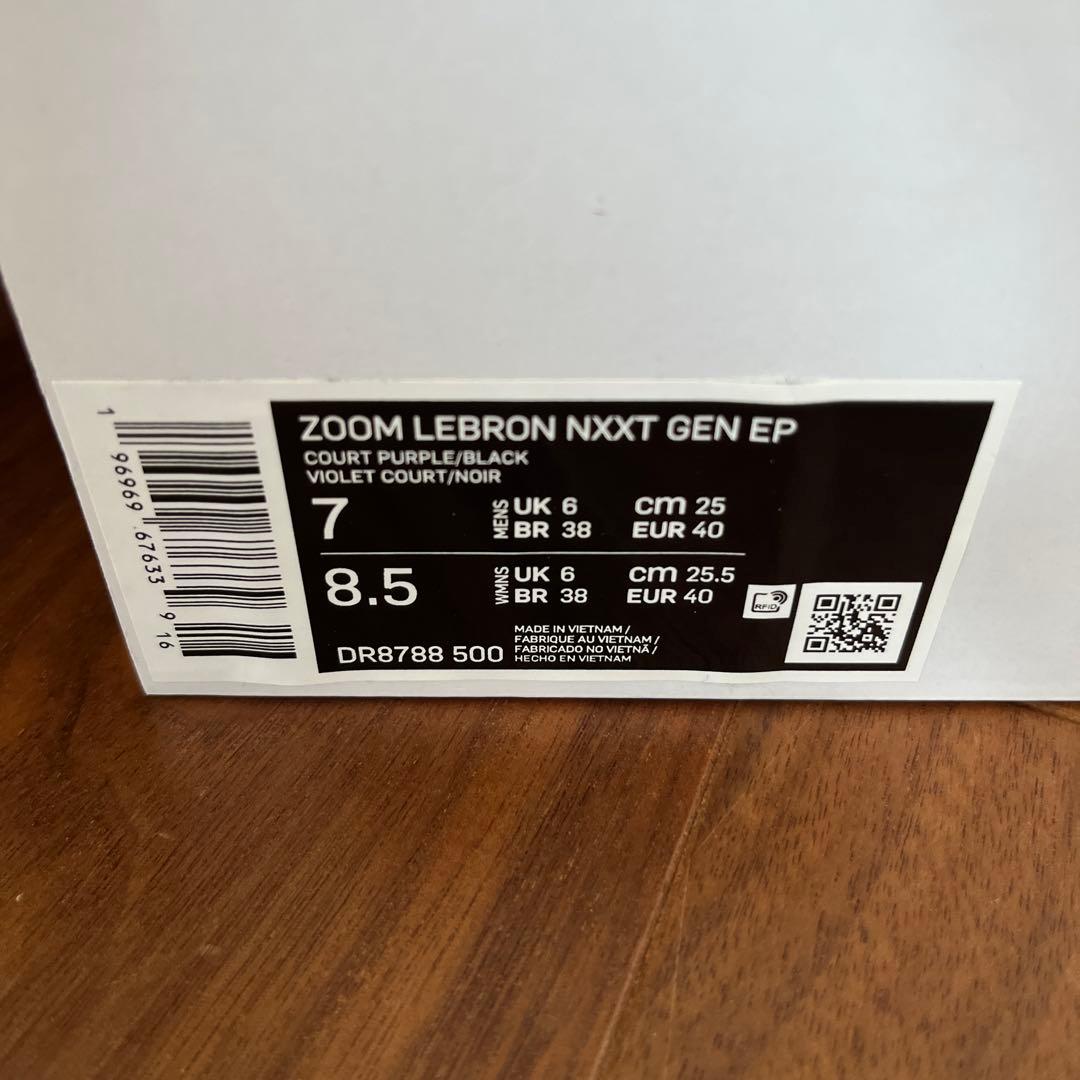 ZOOM LEBRON NXXT GEN EP
COURT PURPLE/BLACK
VIOLET COURT/NOIR
7
MENS
UK 6 cm 25
BR 38 EUR 40
8.5
WMNS
UK 6 cm 25.5
BR 38 EUR 40
RFID
DR8788 500
MADE IN VIETNAM /
FABRIQUE AU VIETNAM /
FABRICADO NO VIETNÃ /
HECHO EN VIETNAM
1 96969 67633 9 16